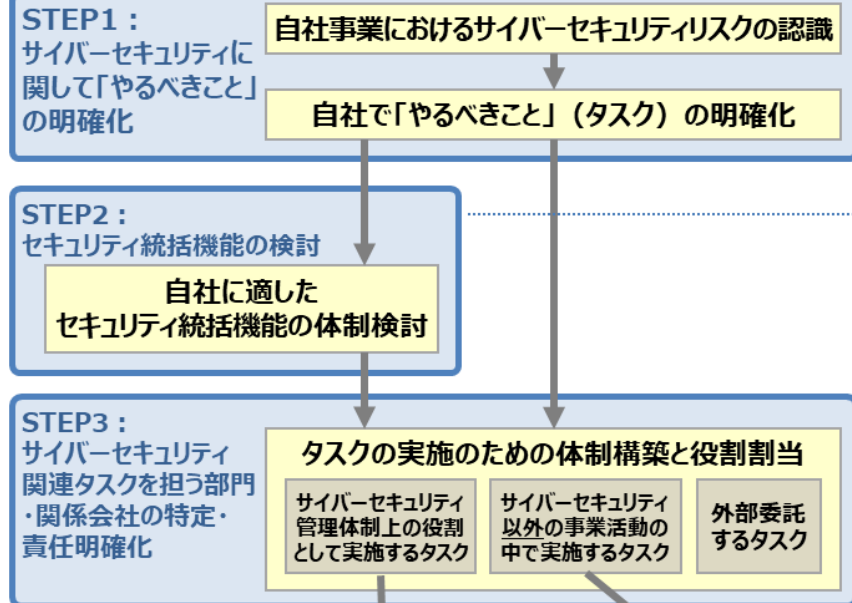 STEP1：
サイバーセキュリティに
関して「やるべきこと」
の明確化
自社事業におけるサイバーセキュリティリスクの認識
自社で「やるべきこと」（タスク）の明確化
STEP2：
セキュリティ統括機能の検討
自社に適した
セキュリティ統括機能の体制検討
STEP3：
サイバーセキュリティ
関連タスクを担う部門
・関係会社の特定・
責任明確化
タスクの実施のための体制構築と役割割当
サイバーセキュリティ
管理体制上の役割
として実施するタスク
サイバーセキュリティ
以外の事業活動の
中で実施するタスク
外部委託
するタスク